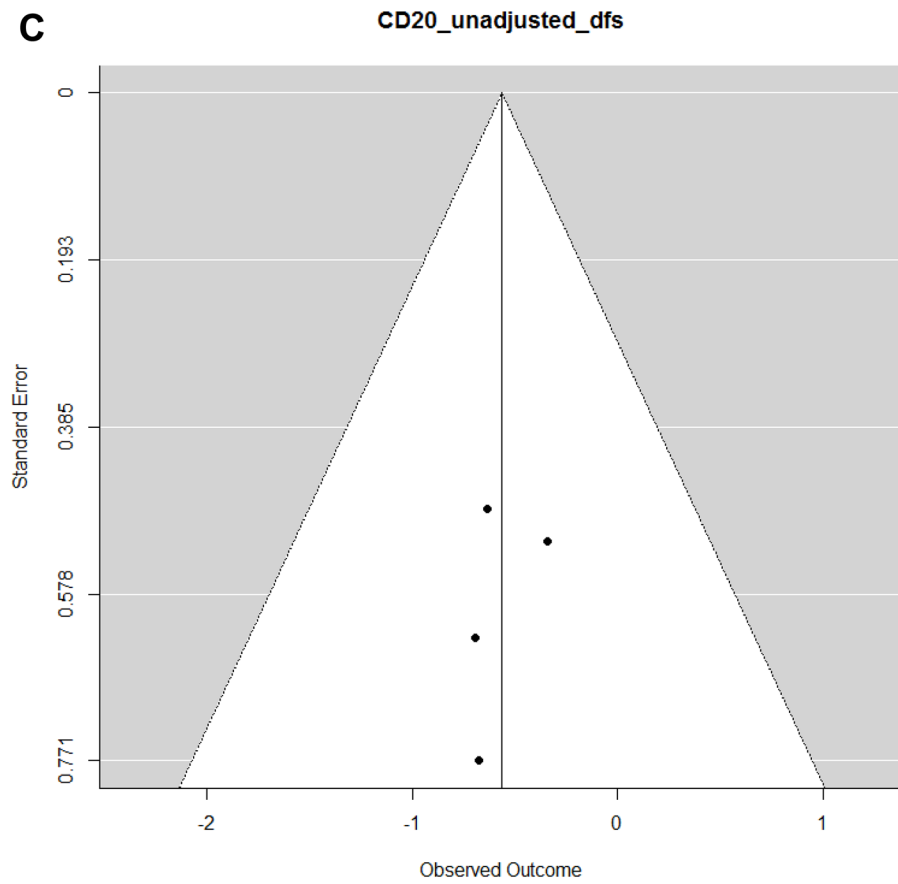 C
CD20_unadjusted_dfs
0
0.193
0.385
0.578
0.771
Standard Error
-2
-1
0
1
Observed Outcome